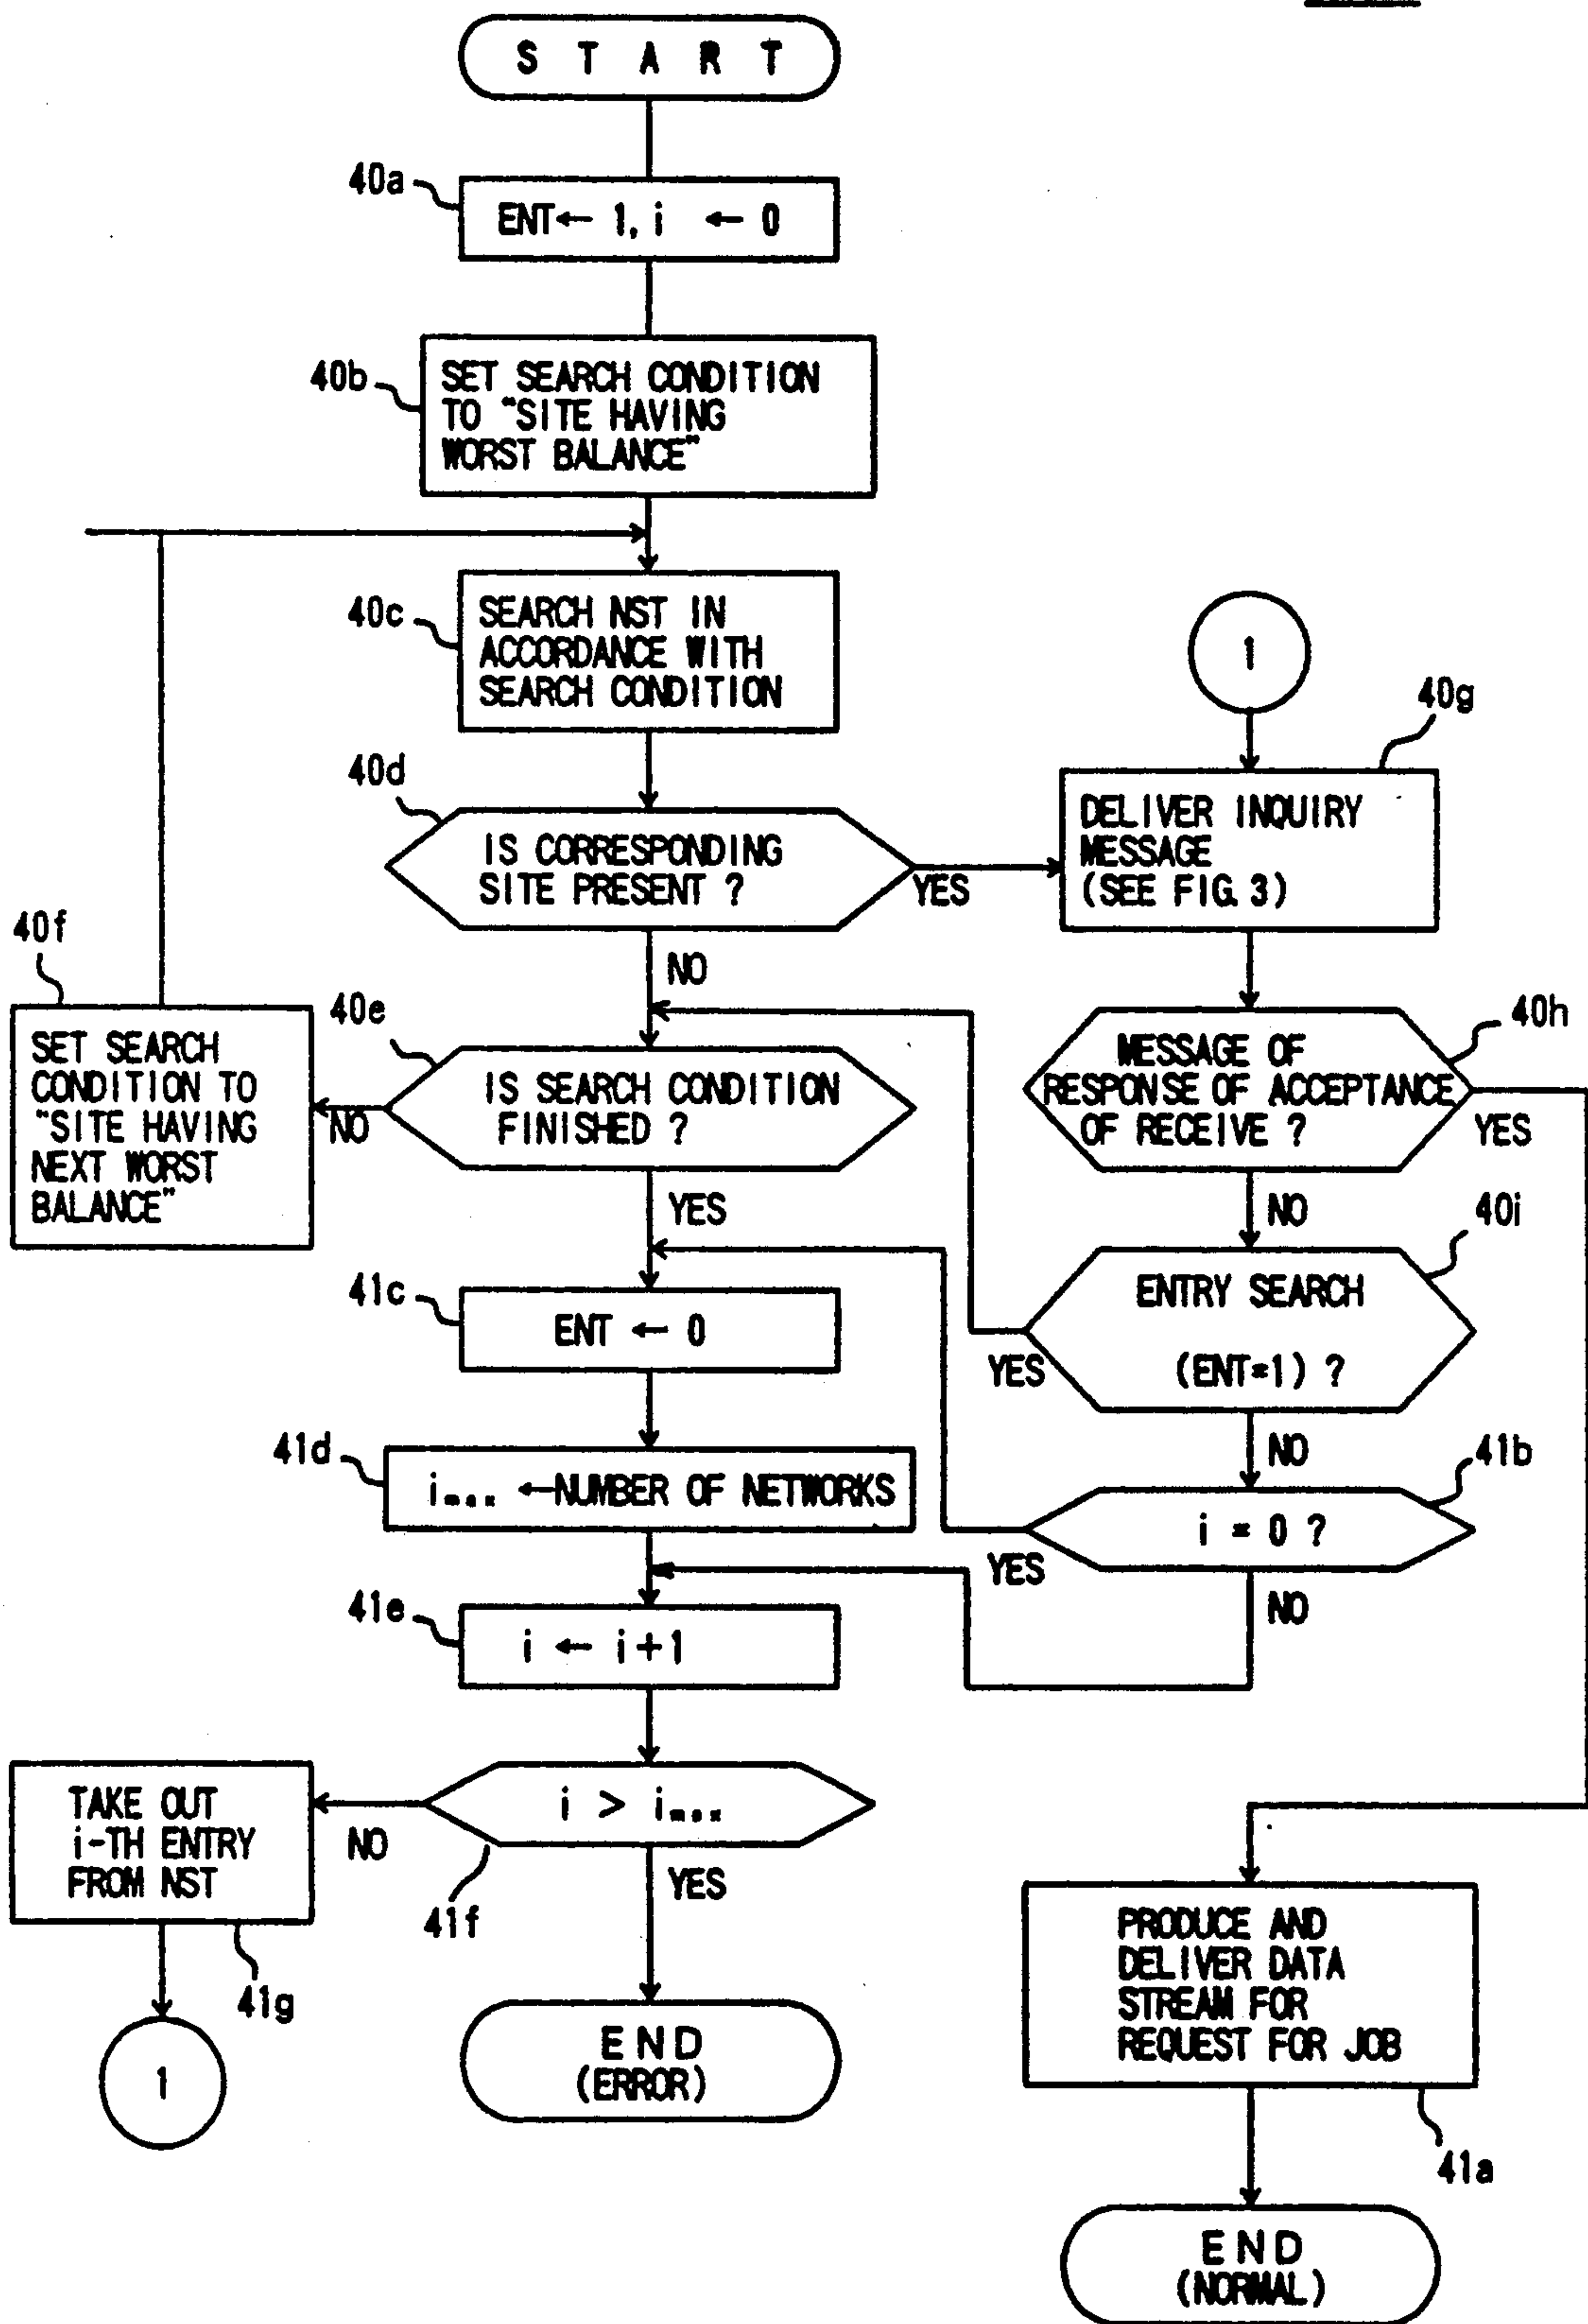 START
40a
ENT← 1, i ← 0
40b
SET SEARCH CONDITION
TO "SITE HAVING
WORST BALANCE"
40c
SEARCH NST IN
ACCORDANCE WITH
SEARCH CONDITION
1
40g
40d
IS CORRESPONDING
SITE PRESENT ?
YES
NO
DELIVER INQUIRY
MESSAGE
(SEE FIG. 3)
40f
SET SEARCH
CONDITION TO
"SITE HAVING
NEXT WORST
BALANCE"
40e
IS SEARCH CONDITION
FINISHED ?
NO
YES
40h
MESSAGE OF
RESPONSE OF ACCEPTANCE
OF RECEIVE ?
YES
NO
40i
ENTRY SEARCH
(ENT=1) ?
YES
NO
41c
ENT ← 0
41d
imax ←NUMBER OF NETWORKS
41b
i = 0 ?
YES
NO
41e
i ← i+1
41f
i > imax
NO
YES
TAKE OUT
i-TH ENTRY
FROM NST
41g
1
END
(ERROR)
PRODUCE AND
DELIVER DATA
STREAM FOR
REQUEST FOR JOB
41a
END
(NORMAL)